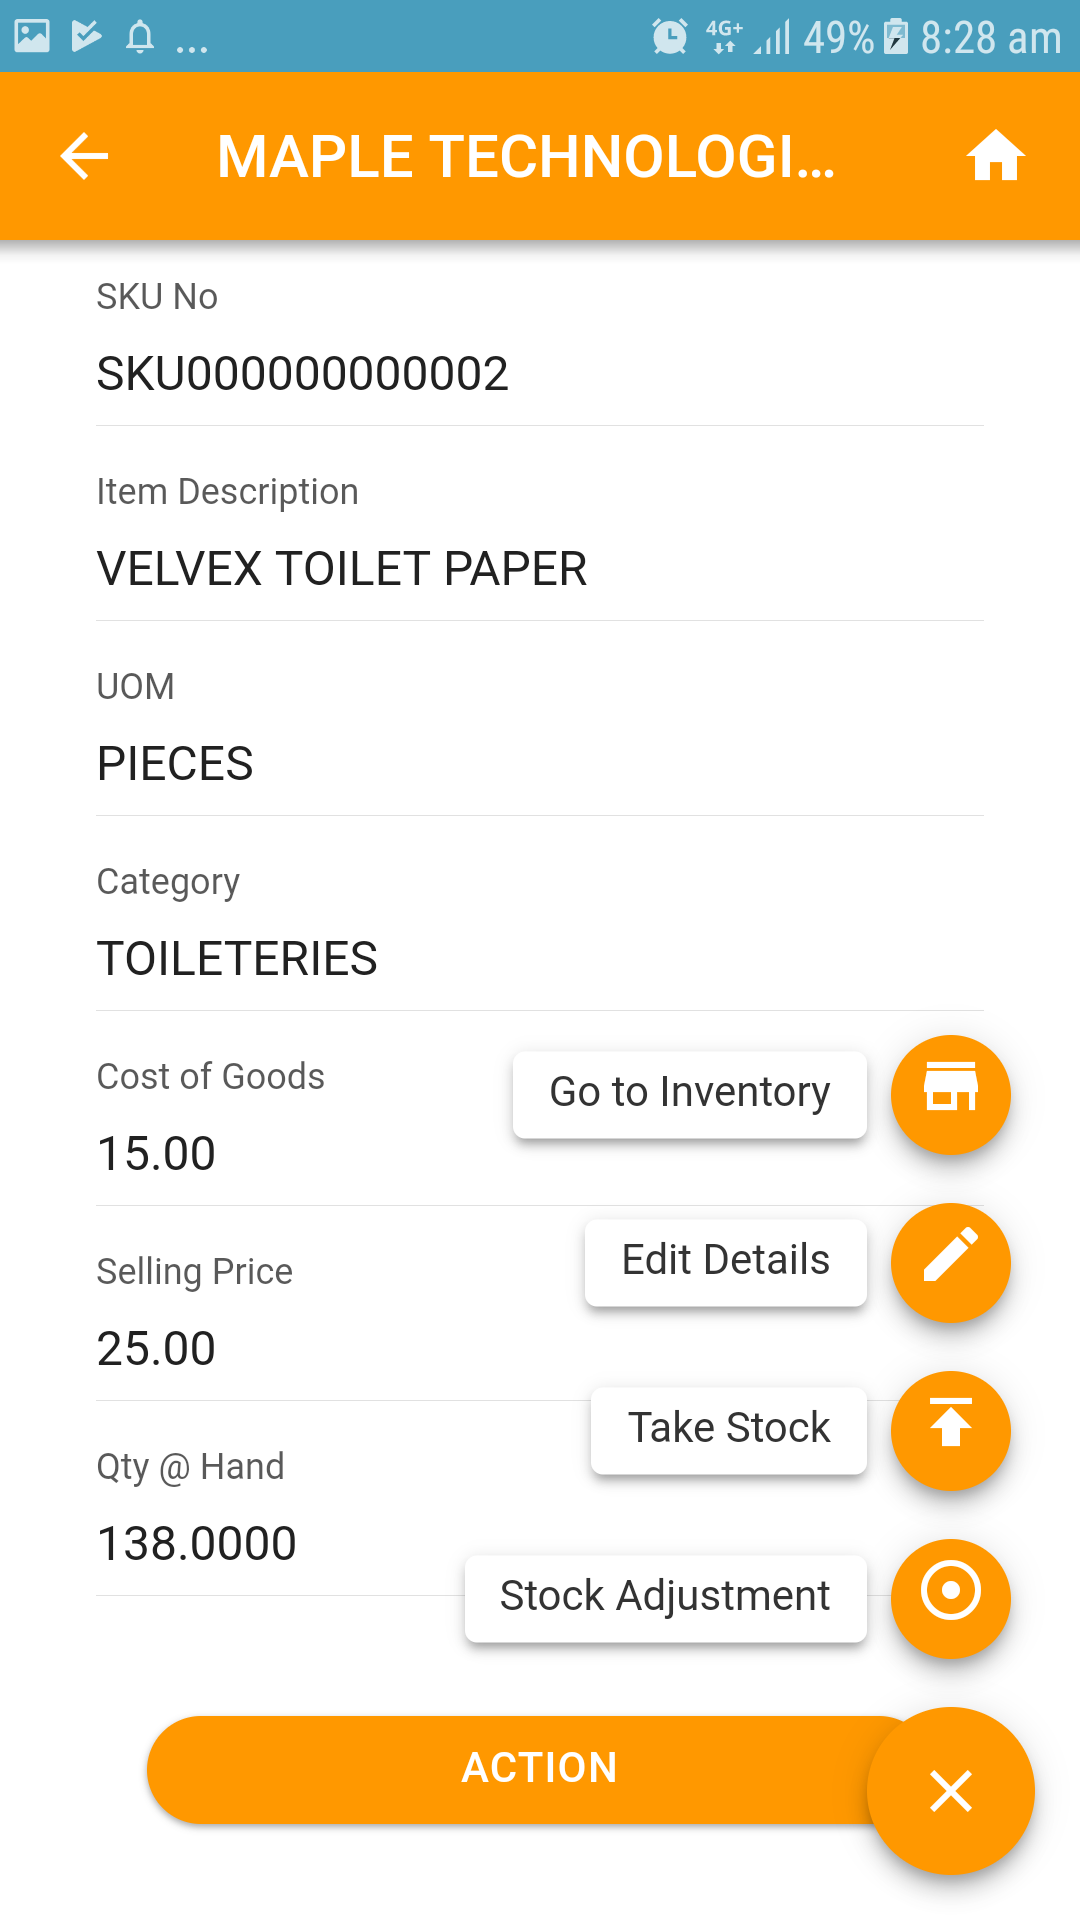 ... 4G+ 49% 8:28 am
MAPLE TECHNOLOGI...
SKU No
SKU000000000002
Item Description
VELVEX TOILET PAPER
UOM
PIECES
Category
TOILETERIES
Cost of Goods
Go to Inventory
15.00
Selling Price
Edit Details
25.00
Take Stock
Qty @ Hand
138.0000
Stock Adjustment
ACTION